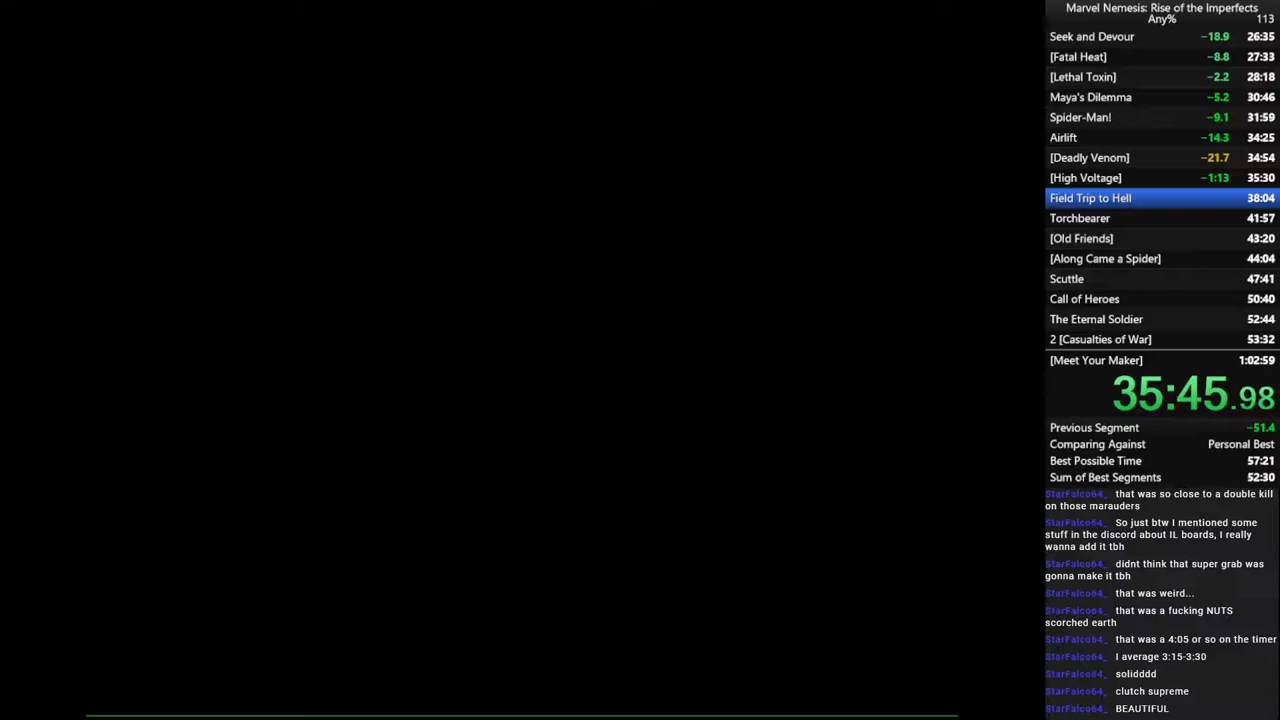 Marvel Nemesis: Rise of the Imperfects
Any% 113
Seek and Devour −18.9 26:35
[Fatal Heat] −8.8 27:33
[Lethal Toxin] −2.2 28:18
Maya's Dilemma −5.2 30:46
Spider-Man! −9.1 31:59
Airlift −14.3 34:25
[Deadly Venom] −21.7 34:54
[High Voltage] −1:13 35:30
Field Trip to Hell 38:04
Torchbearer 41:57
[Old Friends] 43:20
[Along Came a Spider] 44:04
Scuttle 47:41
Call of Heroes 50:40
The Eternal Soldier 52:44
2 [Casualties of War] 53:32
[Meet Your Maker] 1:02:59
35:45.98
Previous Segment −51.4
Comparing Against Personal Best
Best Possible Time 57:21
Sum of Best Segments 52:30
StarFalco64_ that was so close to a double kill
on those marauders
StarFalco64_ So just btw I mentioned some
stuff in the discord about IL boards, I really
wanna add it tbh
StarFalco64_ didnt think that super grab was
gonna make it tbh
StarFalco64_ that was weird...
StarFalco64_ that was a fucking NUTS
scorched earth
StarFalco64_ that was a 4:05 or so on the timer
StarFalco64_ I average 3:15-3:30
StarFalco64_ solidddd
StarFalco64_ clutch supreme
StarFalco64_ BEAUTIFUL